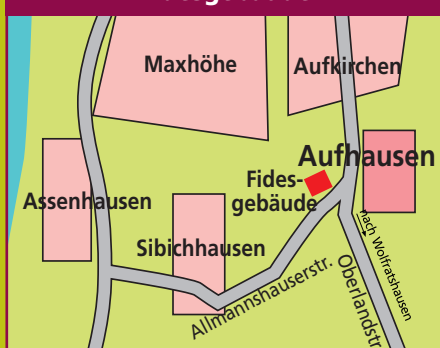 Maxhöhe
Aufkirchen
Aufhausen
Fides-
gebäude
Assenhausen
Sibichhausen
nach Wolfratshausen
Allmannshauserstr.
Oberlandstr